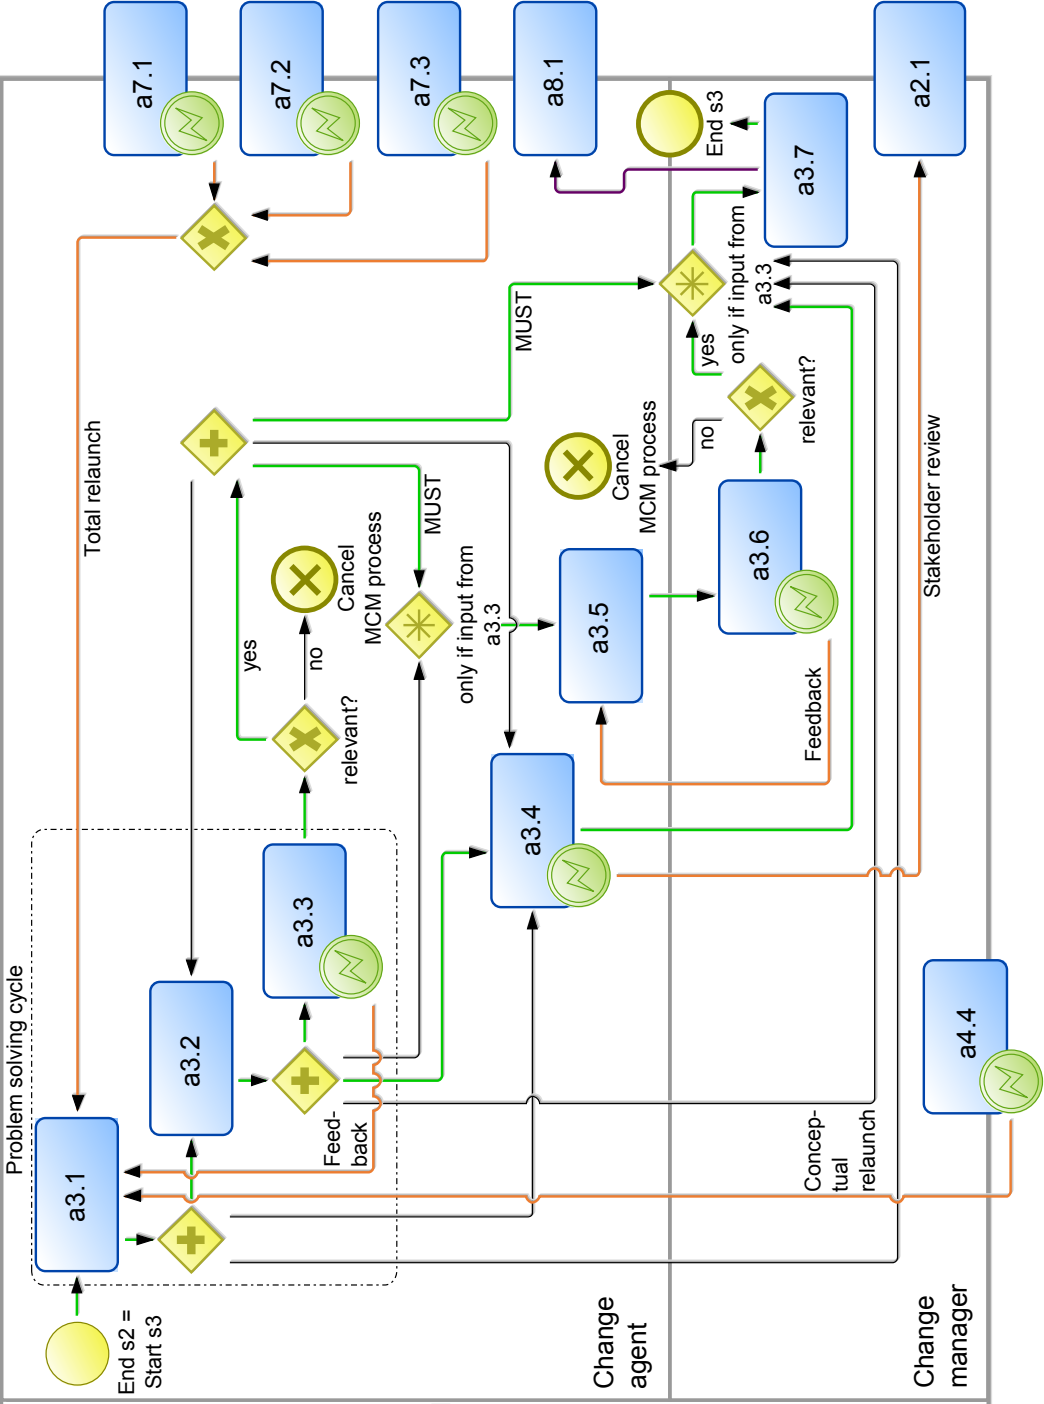 End s2 =
Start s3
Problem solving cycle
a3.1
a3.2
Feed-
back
a3.3
relevant?
yes
no
Cancel
MCM process
Total relaunch
MUST
MUST
only if input from
a3.3
a3.4
a3.5
Feedback
a3.6
relevant?
no
yes
Cancel
MCM process
only if input from
a3.3
a3.7
End s3
a7.1
a7.2
a7.3
a8.1
a2.1
Stakeholder review
Concep-
tual
relaunch
a4.4
Change
agent
Change
manager